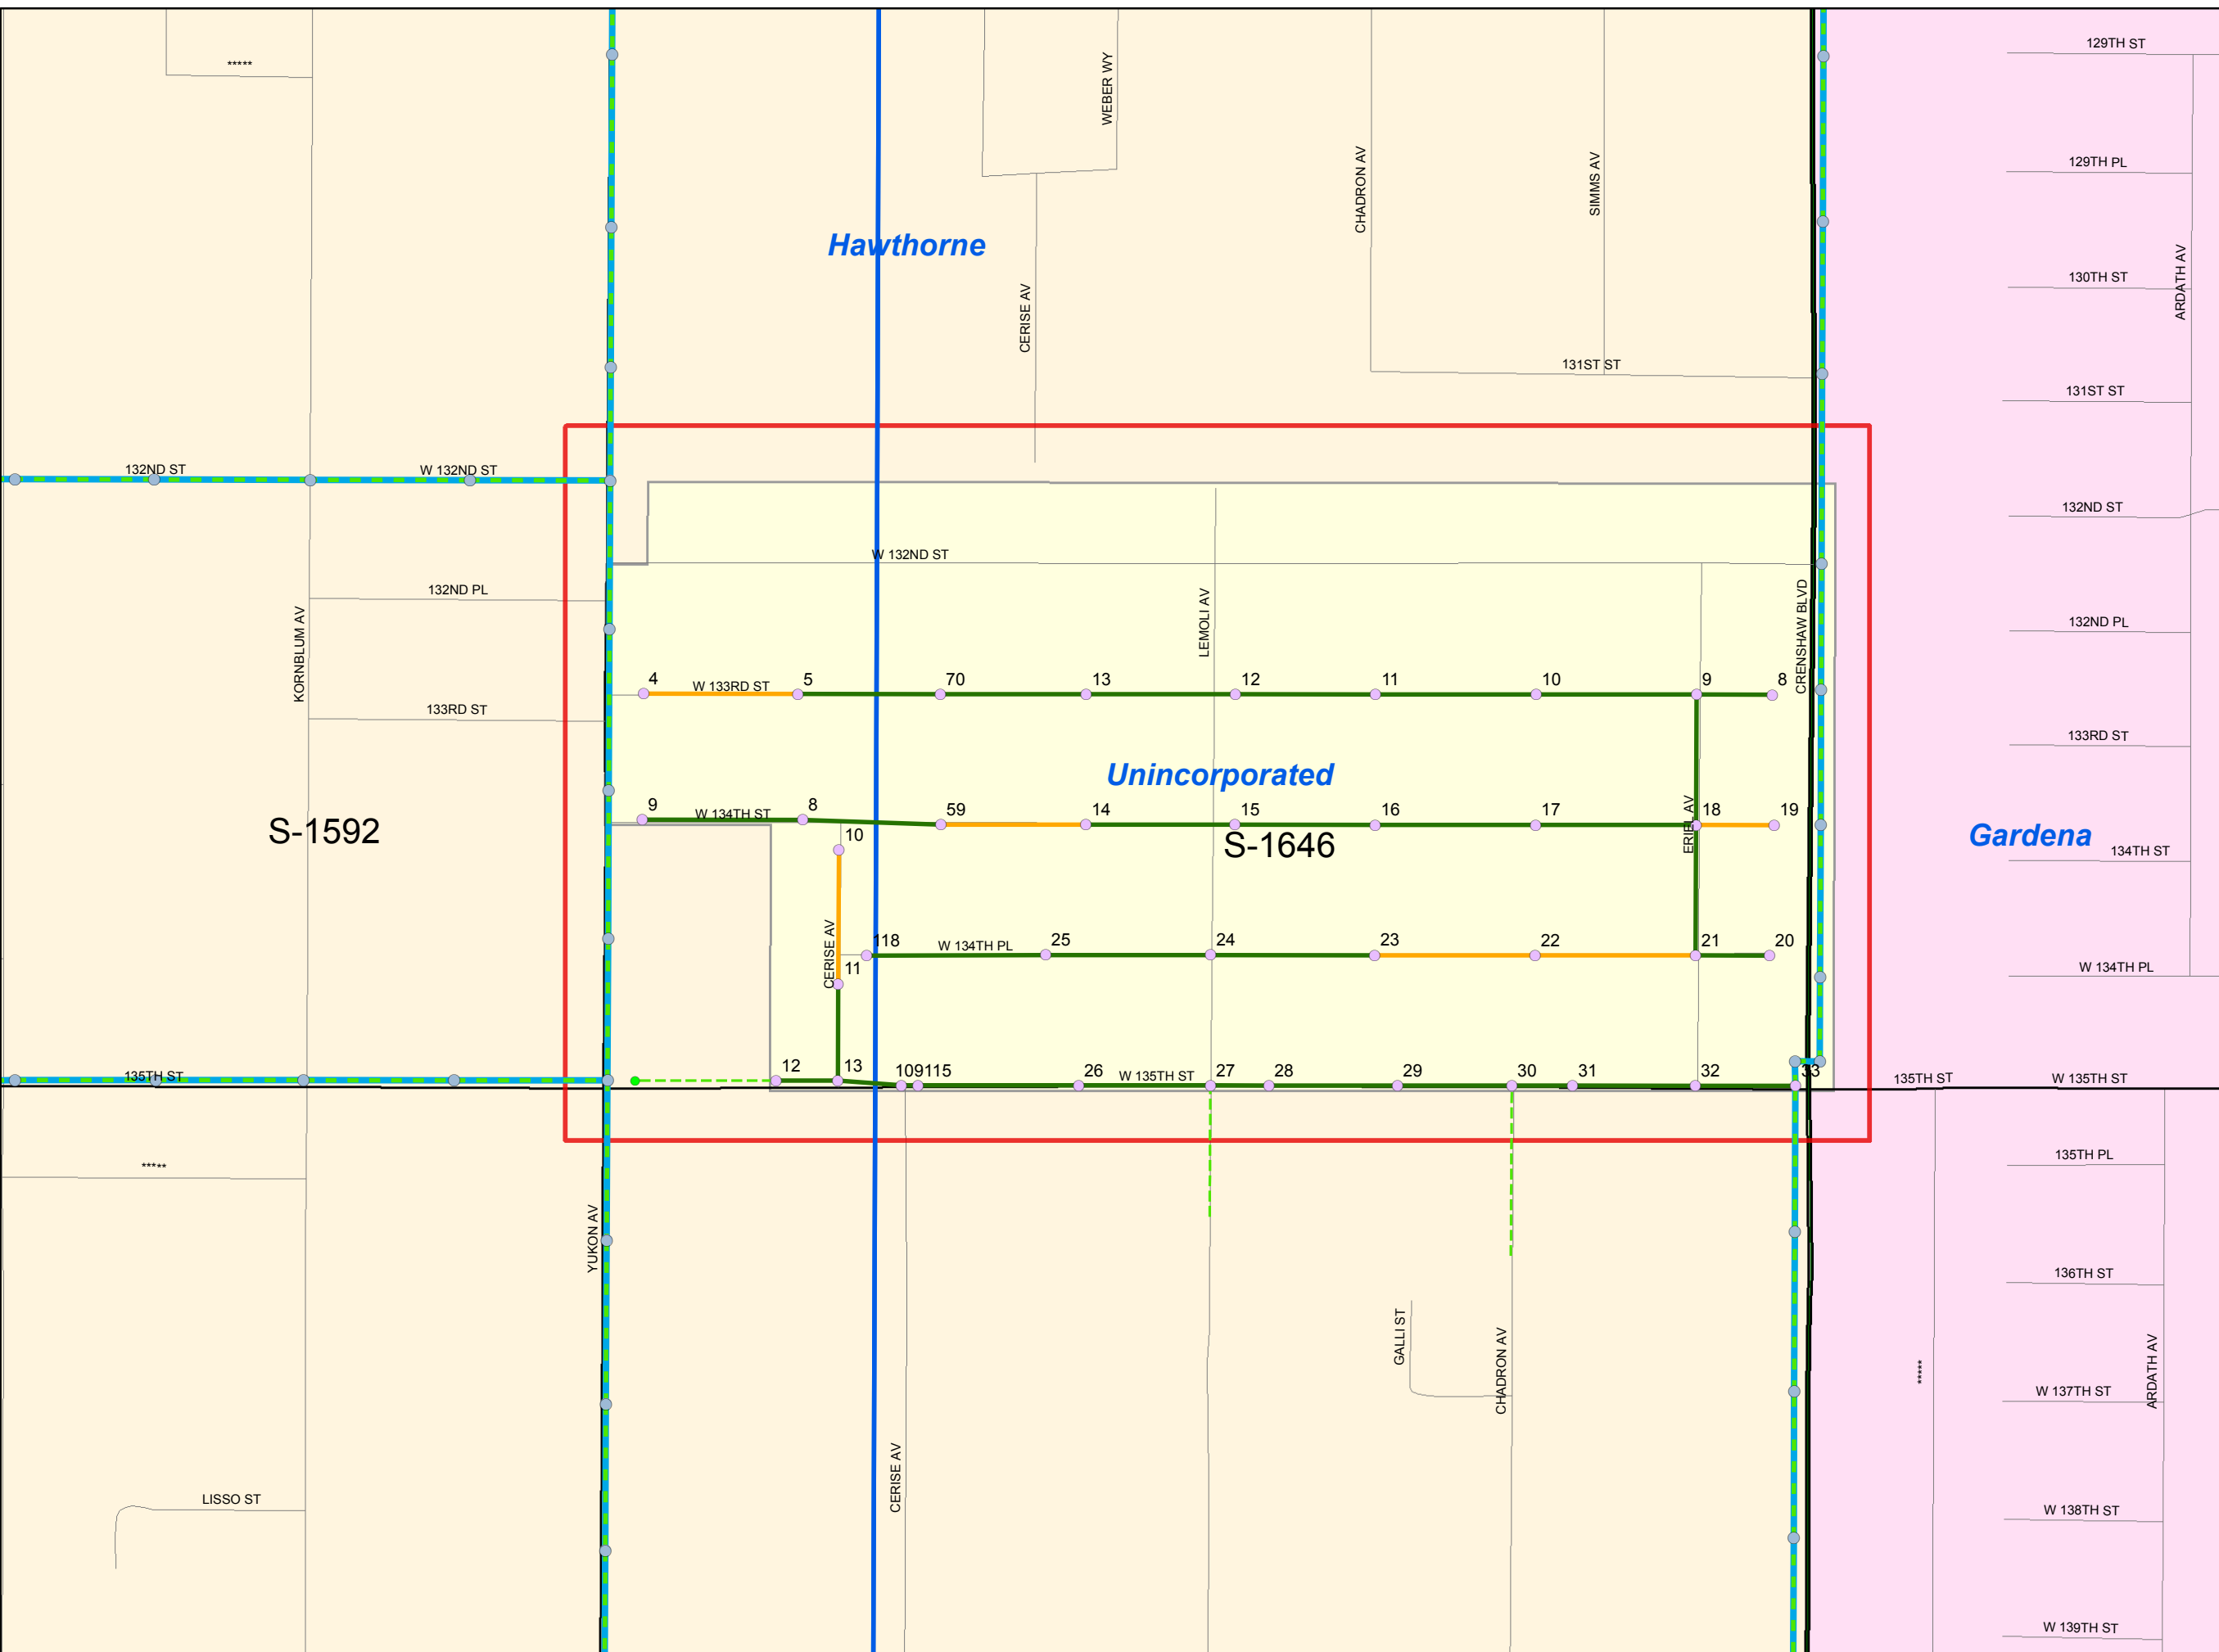 129TH ST
*****
WEBER WY
129TH PL
CHADRON AV
SIMMS AV
Hawthorne
130TH ST
ARDATH AV
CERISE AV
131ST ST
131ST ST
132ND ST
W 132ND ST
132ND ST
W 132ND ST
132ND PL
KORNBLUM AV
LEMOLI AV
CRENSHAW BLVD
132ND PL
4
W 133RD ST
5
70
13
12
11
10
9
8
133RD ST
133RD ST
Unincorporated
9
W 134TH ST
8
59
14
15
16
17
18
19
ERIEL AV
S-1592
S-1646
Gardena
10
134TH ST
CERISE AV
118
W 134TH PL
25
24
23
22
21
20
11
W 134TH PL
135TH ST
12
13
109
115
26
W 135TH ST
27
28
29
30
31
32
33
135TH ST
W 135TH ST
*****
135TH PL
YUKON AV
136TH ST
GALLI ST
CHADRON AV
*****
ARDATH AV
W 137TH ST
CERISE AV
LISSO ST
W 138TH ST
W 139TH ST